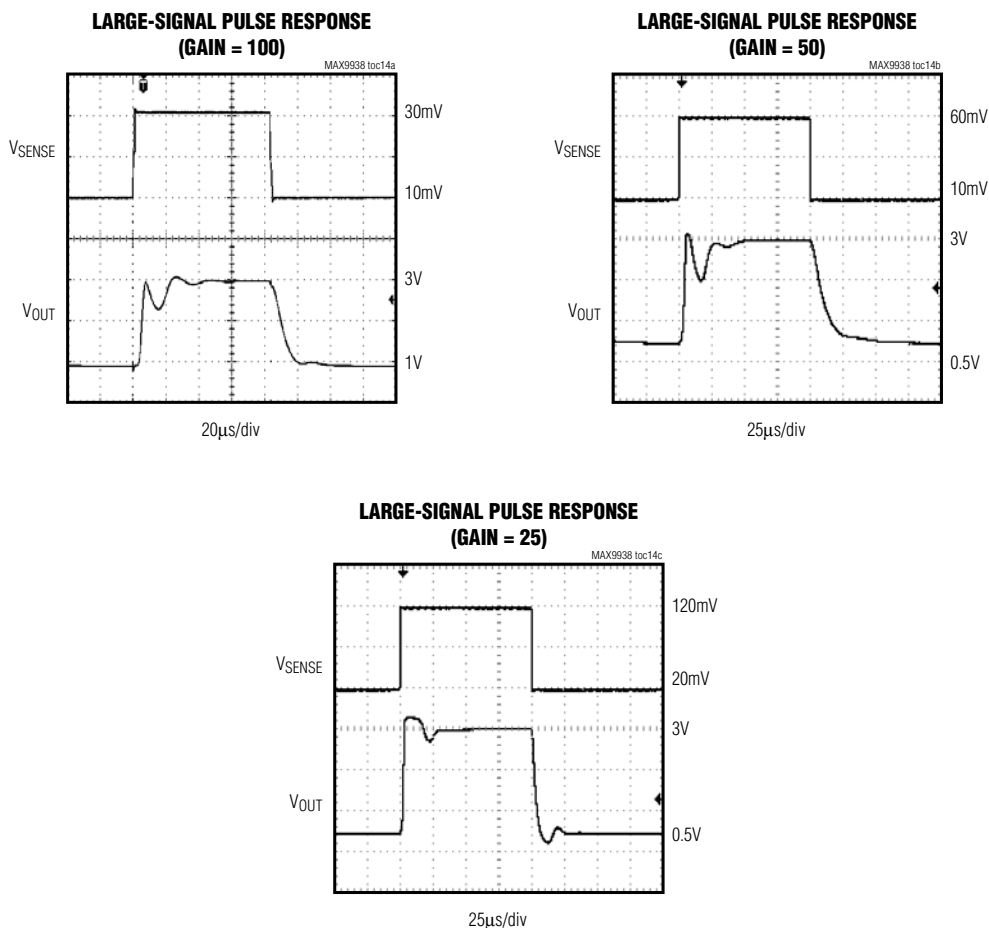 LARGE-SIGNAL PULSE RESPONSE
(GAIN = 100)
MAX9938 toc14a
VSENSE
30mV
10mV
VOUT
3V
1V
20µs/div
LARGE-SIGNAL PULSE RESPONSE
(GAIN = 50)
MAX9938 toc14b
VSENSE
60mV
10mV
3V
VOUT
0.5V
25µs/div
LARGE-SIGNAL PULSE RESPONSE
(GAIN = 25)
MAX9938 toc14c
120mV
VSENSE
20mV
3V
VOUT
0.5V
25µs/div